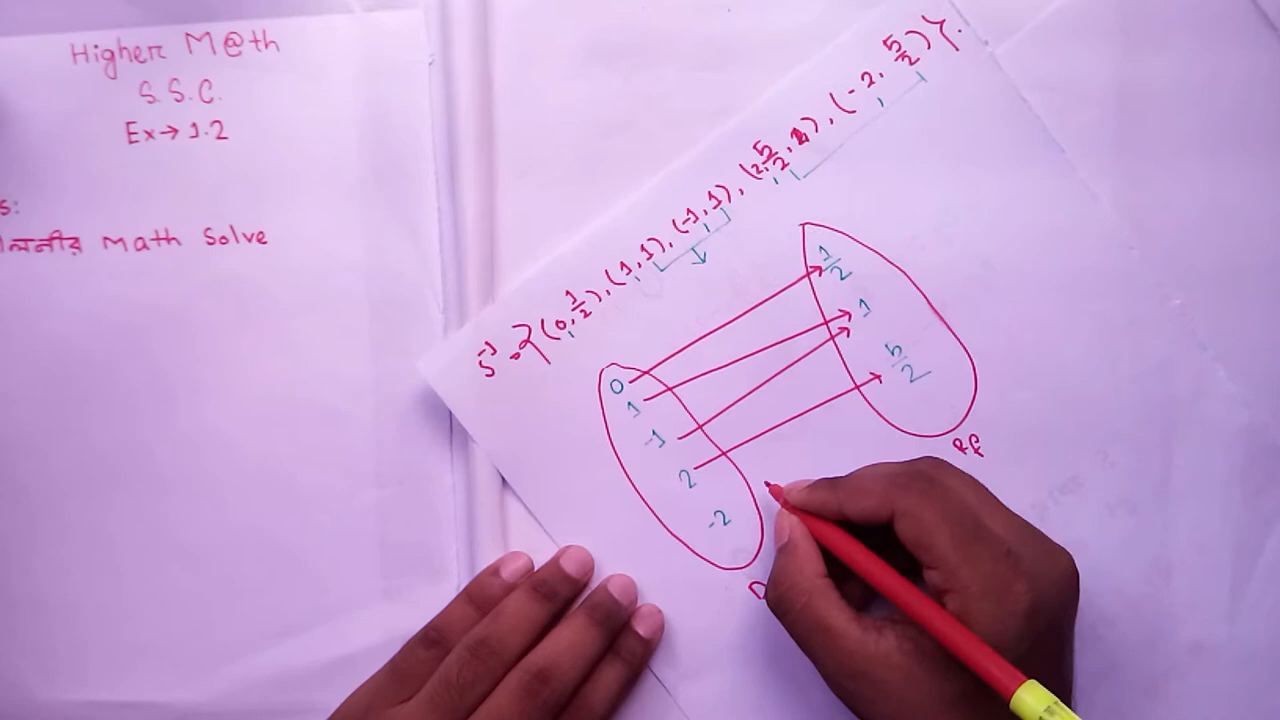 Higher M@th
S.S.C.
Ex→1.2
s:
Math Solve
S⁻¹ = {(0, 1/2), (1, 1), (-1, 1), (2, 5/2), (-2, 5/2)}.
0
1
-1
2
-2
1/2
1
5/2
Rf
D